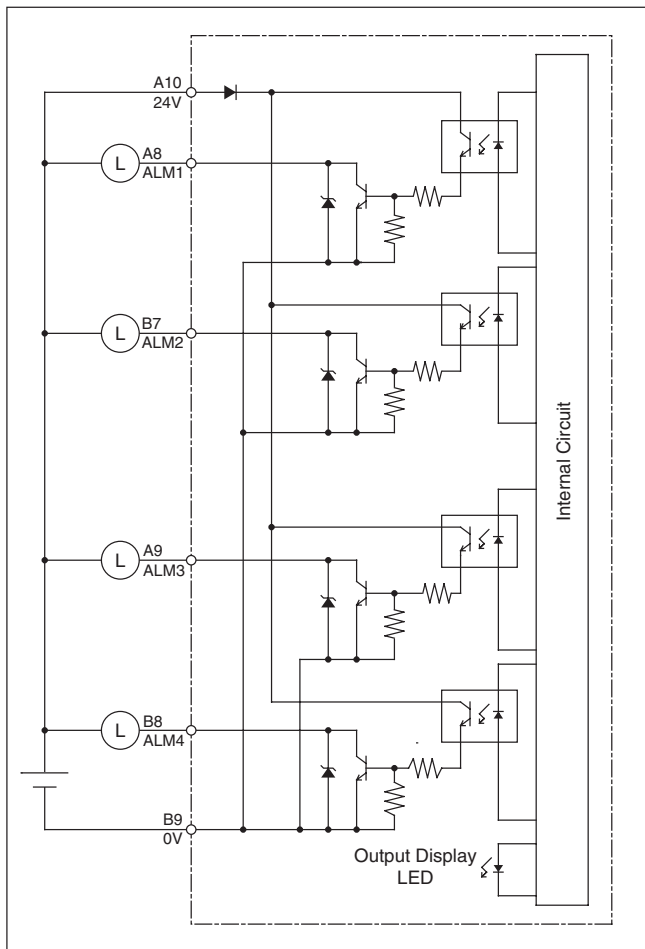 A10
24V
L
A8
ALM1
L
B7
ALM2
L
A9
ALM3
L
B8
ALM4
B9
0V
Output Display
LED
Internal Circuit